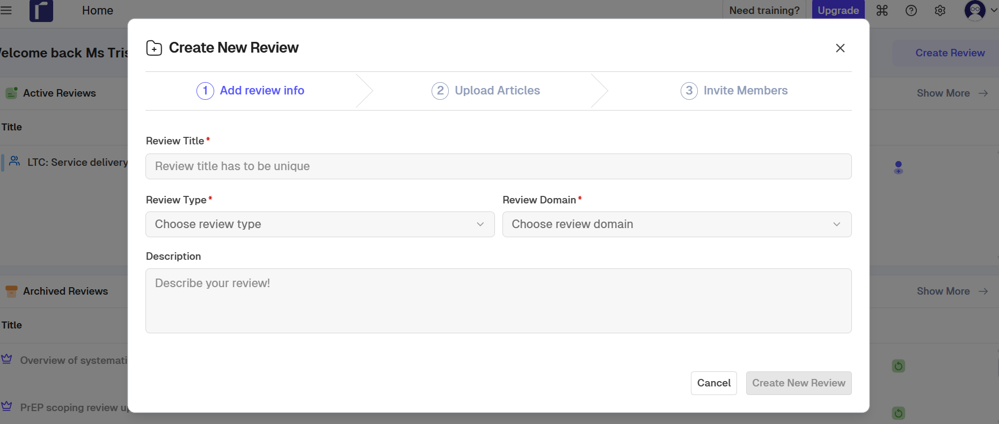 Home
Need training?
Upgrade
elcome back Ms Tris
Create Review
Create New Review
1 Add review info
2 Upload Articles
3 Invite Members
Active Reviews
Show More
Title
LTC: Service delivery
Review Title*
Review title has to be unique
Review Type*
Review Domain*
Choose review type
Choose review domain
Description
Describe your review!
Archived Reviews
Show More
Title
Overview of systemati
PrEP scoping review u
Cancel
Create New Review